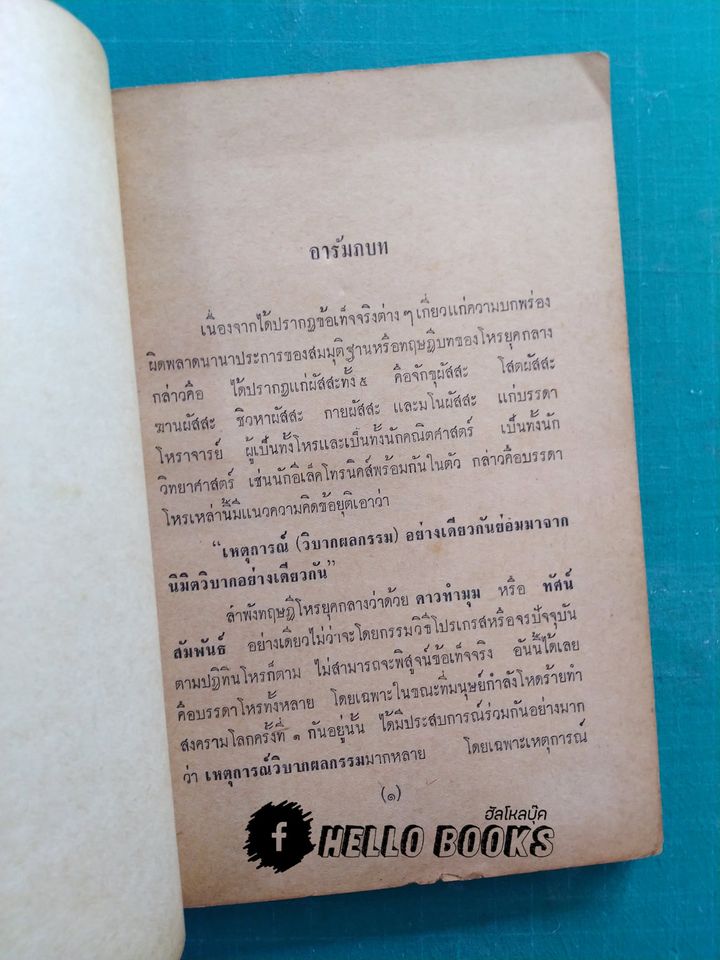 อารัมภบท
เนื่องจากได้ปรากฏข้อเท็จจริงต่าง ๆ เกี่ยวแก่ความบกพร่อง
ผิดพลาดนานาประการของสมมุติฐานหรือทฤษฎีบทของโหรยุคกลาง
กล่าวคือ ได้ปรากฏแก่ผัสสะทั้ง ๕ คือจักขุผัสสะ โสตผัสสะ
ฆานผัสสะ ชิวหาผัสสะ กายผัสสะ และมโนผัสสะ แก่บรรดา
โหราจารย์ ผู้เป็นทั้งโหรและเป็นทั้งนักคณิตศาสตร์ เป็นทั้งนัก
วิทยาศาสตร์ เช่นนักอีเล็คโทรนิคส์พร้อมกันในตัว กล่าวคือบรรดา
โหรเหล่านี้มีแนวความคิดข้อยุติเอาว่า
“เหตุการณ์ (วิบากผลกรรม) อย่างเดียวกันย่อมมาจาก
นิมิตวิบากอย่างเดียวกัน”
ลำพังทฤษฎีโหรยุคกลางว่าด้วย ดาวทำมุม หรือ ทัศน์
สัมพันธ์ อย่างเดียวไม่ว่าจะโดยกรรมวิธีโปรเกรสหรือจรปัจจุบัน
ตามปฏิทินโหรก็ตาม ไม่สามารถจะพิสูจน์ข้อเท็จจริง อันนี้ได้เลย
คือบรรดาโหรทั้งหลาย โดยเฉพาะในขณะที่มนุษย์กำลังโหดร้ายทำ
สงครามโลกครั้งที่ ๑ กันอยู่นั้น ได้มีประสบการณ์ร่วมกันอย่างมาก
ว่า เหตุการณ์วิบากผลกรรมมากหลาย โดยเฉพาะเหตุการณ์
(๑)
ฮัลโหลบุ๊ค
f HELLO BOOKS